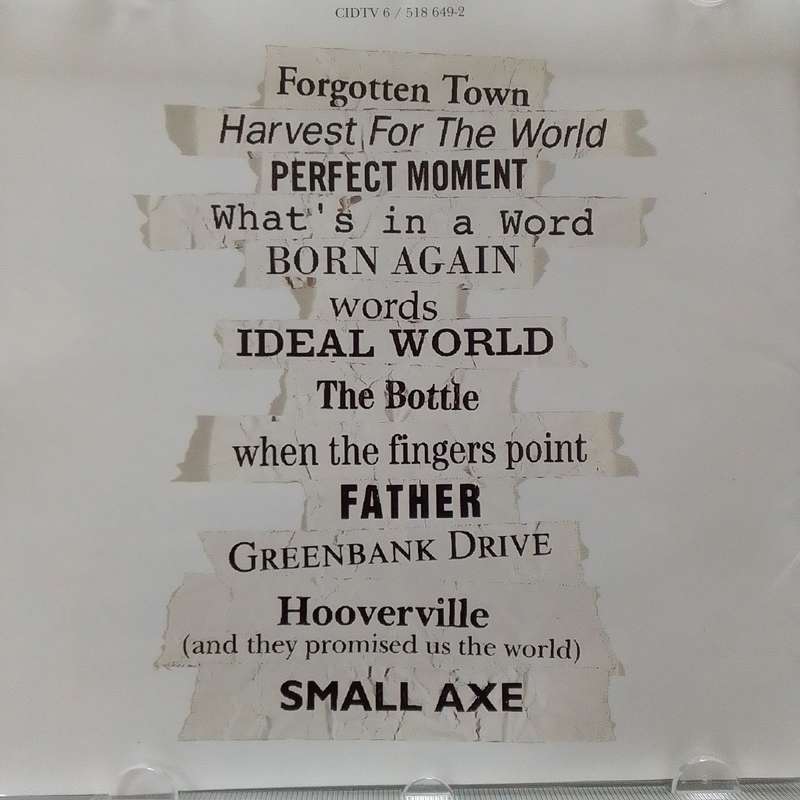 CIDTV 6 / 518 649-2
Forgotten Town
Harvest For The World
PERFECT MOMENT
What's in a Word
BORN AGAIN
words
IDEAL WORLD
The Bottle
when the fingers point
FATHER
GREENBANK DRIVE
Hooverville
(and they promised us the world)
SMALL AXE